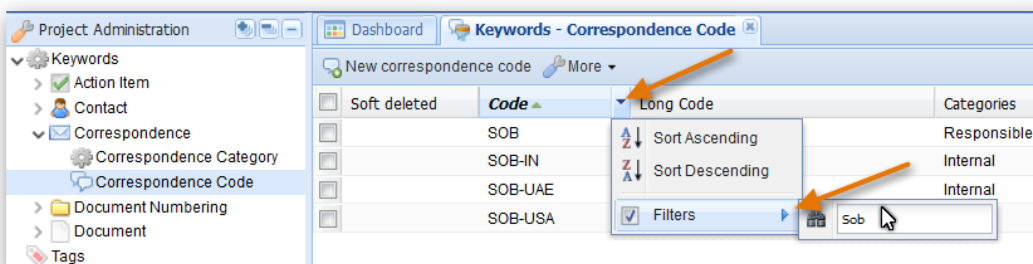 Project Administration
Dashboard
Keywords - Correspondence Code
Keywords
Action Item
Contact
Correspondence
Correspondence Category
Correspondence Code
Document Numbering
Document
Tags
New correspondence code
More
Soft deleted
Code
Long Code
Categories
SOB
Responsible
SOB-IN
Internal
SOB-UAE
Internal
SOB-USA
Sort Ascending
Sort Descending
Filters
Sob